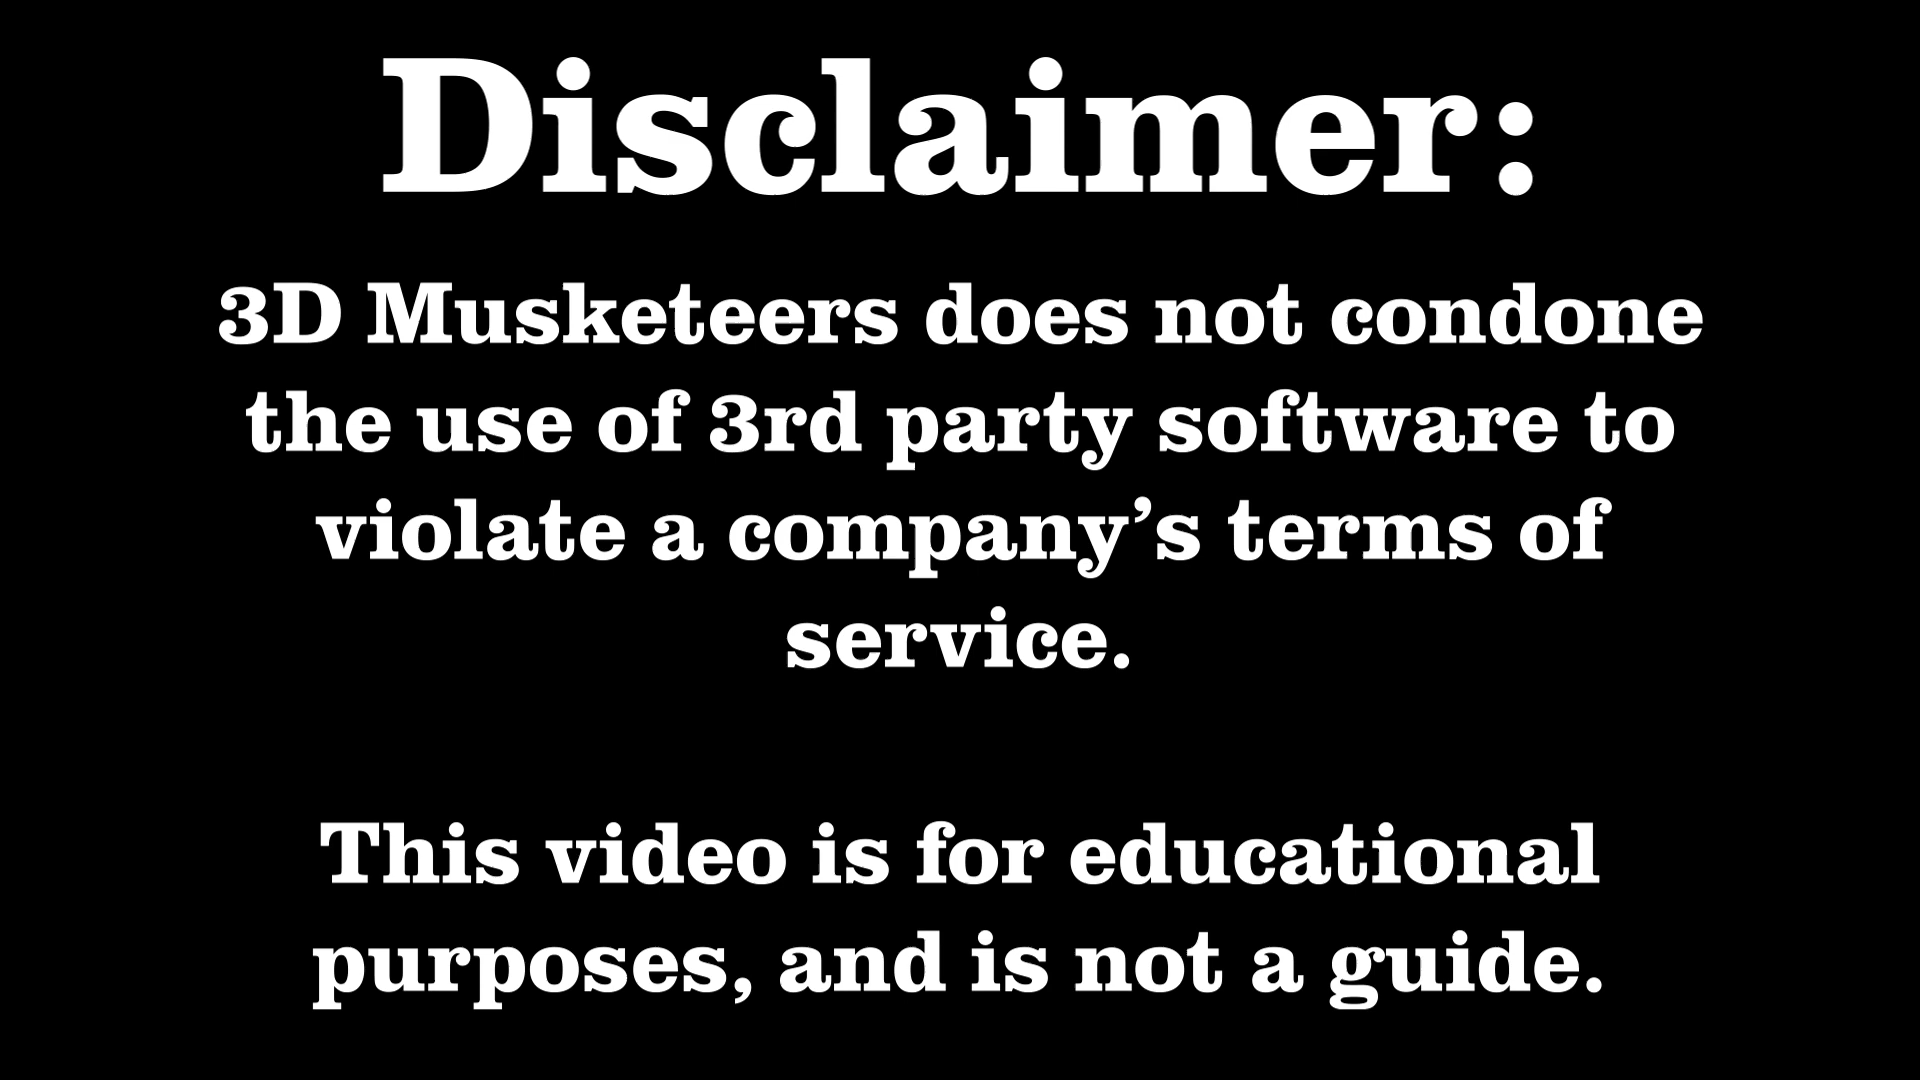 Disclaimer:
3D Musketeers does not condone
the use of 3rd party software to
violate a company’s terms of
service.
This video is for educational
purposes, and is not a guide.